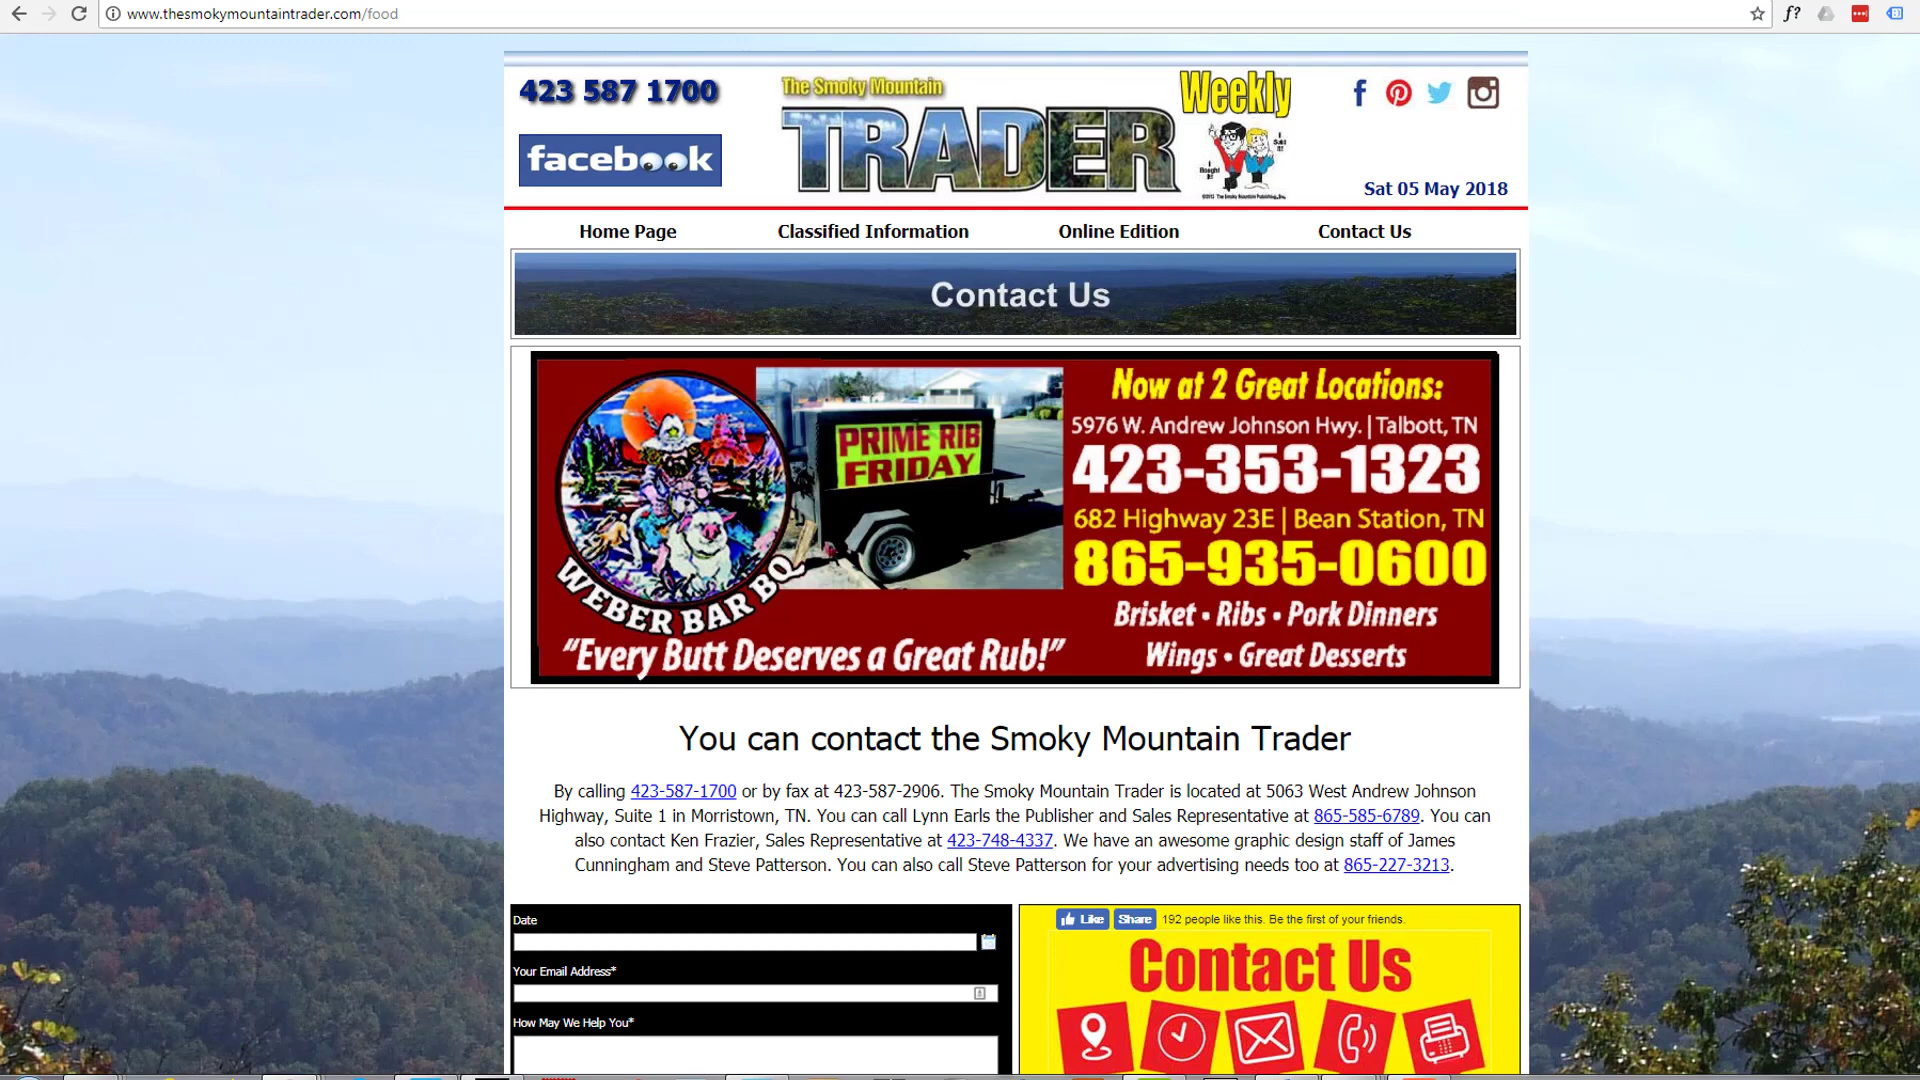 www.thesmokymountaintrader.com/food
f?
423 587 1700
facebook
The Smoky Mountain
TRADER
Weekly
I Bought It!
I Sold It!
Sat 05 May 2018
Home Page
Classified Information
Online Edition
Contact Us
Contact Us
WEBER BAR BQ
PRIME RIB
FRIDAY
"Every Butt Deserves a Great Rub!"
Now at 2 Great Locations:
5976 W. Andrew Johnson Hwy. | Talbott, TN
423-353-1323
682 Highway 23E | Bean Station, TN
865-935-0600
Brisket • Ribs • Pork Dinners
Wings • Great Desserts
You can contact the Smoky Mountain Trader
By calling 423-587-1700 or by fax at 423-587-2906. The Smoky Mountain Trader is located at 5063 West Andrew Johnson
Highway, Suite 1 in Morristown, TN. You can call Lynn Earls the Publisher and Sales Representative at 865-585-6789. You can
also contact Ken Frazier, Sales Representative at 423-748-4337. We have an awesome graphic design staff of James
Cunningham and Steve Patterson. You can also call Steve Patterson for your advertising needs too at 865-227-3213.
Date
Your Email Address*
How May We Help You*
Like
Share
192 people like this. Be the first of your friends.
Contact Us